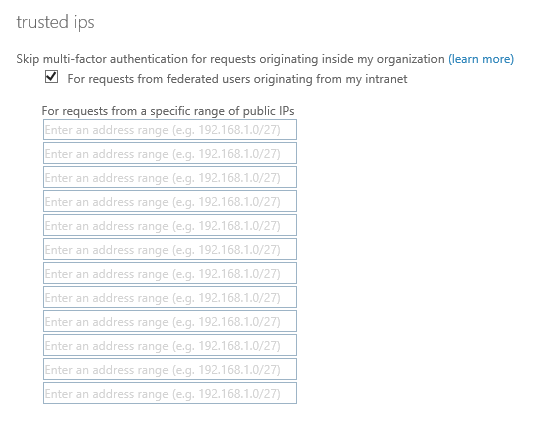 trusted ips
Skip multi-factor authentication for requests originating inside my organization (learn more)
For requests from federated users originating from my intranet
For requests from a specific range of public IPs
Enter an address range (e.g. 192.168.1.0/27)
Enter an address range (e.g. 192.168.1.0/27)
Enter an address range (e.g. 192.168.1.0/27)
Enter an address range (e.g. 192.168.1.0/27)
Enter an address range (e.g. 192.168.1.0/27)
Enter an address range (e.g. 192.168.1.0/27)
Enter an address range (e.g. 192.168.1.0/27)
Enter an address range (e.g. 192.168.1.0/27)
Enter an address range (e.g. 192.168.1.0/27)
Enter an address range (e.g. 192.168.1.0/27)
Enter an address range (e.g. 192.168.1.0/27)
Enter an address range (e.g. 192.168.1.0/27)